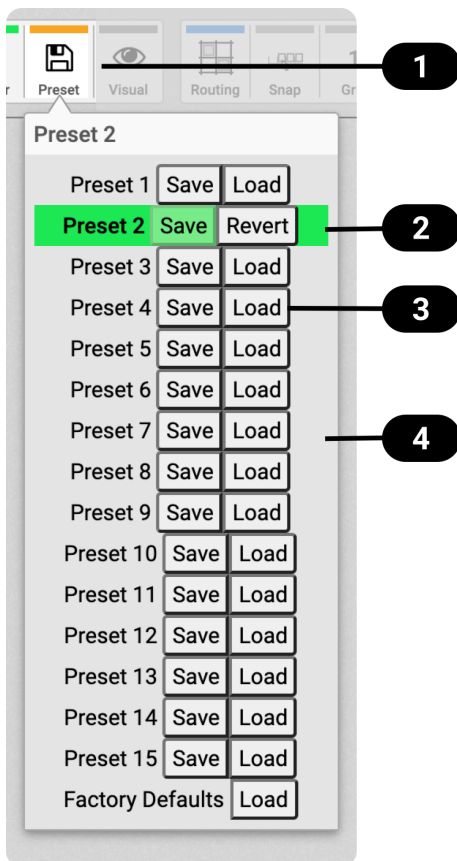 r Preset Visual Routing Snap Gr
1
Preset 2
Preset 1 Save Load
Preset 2 Save Revert
2
Preset 3 Save Load
Preset 4 Save Load
3
Preset 5 Save Load
Preset 6 Save Load
Preset 7 Save Load
4
Preset 8 Save Load
Preset 9 Save Load
Preset 10 Save Load
Preset 11 Save Load
Preset 12 Save Load
Preset 13 Save Load
Preset 14 Save Load
Preset 15 Save Load
Factory Defaults Load